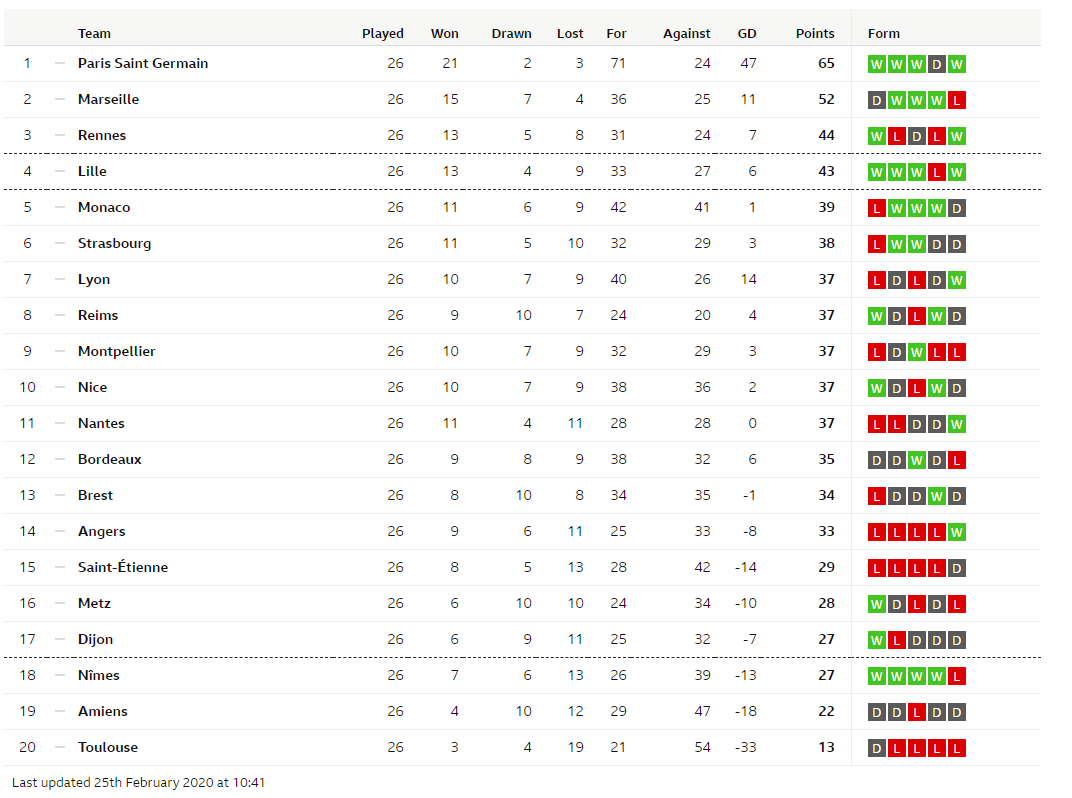 Team Played Won Drawn Lost For Against GD Points Form
1 – Paris Saint Germain 26 21 2 3 71 24 47 65 W W W D W
2 – Marseille 26 15 7 4 36 25 11 52 D W W W L
3 – Rennes 26 13 5 8 31 24 7 44 W L D L W
4 – Lille 26 13 4 9 33 27 6 43 W W W L W
5 – Monaco 26 11 6 9 42 41 1 39 L W W W D
6 – Strasbourg 26 11 5 10 32 29 3 38 L W W D D
7 – Lyon 26 10 7 9 40 26 14 37 L D L D W
8 – Reims 26 9 10 7 24 20 4 37 W D L W D
9 – Montpellier 26 10 7 9 32 29 3 37 L D W L L
10 – Nice 26 10 7 9 38 36 2 37 W D L W D
11 – Nantes 26 11 4 11 28 28 0 37 L L D D W
12 – Bordeaux 26 9 8 9 38 32 6 35 D D W D L
13 – Brest 26 8 10 8 34 35 -1 34 L D D W D
14 – Angers 26 9 6 11 25 33 -8 33 L L L L W
15 – Saint-Étienne 26 8 5 13 28 42 -14 29 L L L L D
16 – Metz 26 6 10 10 24 34 -10 28 W D L D L
17 – Dijon 26 6 9 11 25 32 -7 27 W L D D D
18 – Nîmes 26 7 6 13 26 39 -13 27 W W W W L
19 – Amiens 26 4 10 12 29 47 -18 22 D D L D D
20 – Toulouse 26 3 4 19 21 54 -33 13 D L L L L
Last updated 25th February 2020 at 10:41